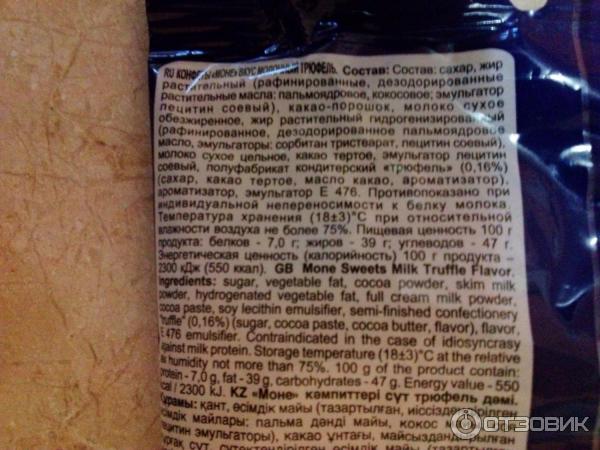 RU КОНФЕТЫ «МОНЕ» ВКУС МОЛОЧНЫЙ ТРЮФЕЛЬ. Состав: Состав: сахар, жир
растительный (рафинированные, дезодорированные
растительные масла: пальмоядровое, кокосовое; эмульгатор
лецитин соевый), какао-порошок, молоко сухое
обезжиренное, жир растительный гидрогенизированный
(рафинированное, дезодорированное пальмоядровое
масло, эмульгаторы: сорбитан тристеарат, лецитин соевый),
молоко сухое цельное, какао тертое, эмульгатор лецитин
соевый, полуфабрикат кондитерский «трюфель» (0,16%)
(сахар, какао тертое, масло какао, ароматизатор),
ароматизатор, эмульгатор Е 476. Противопоказано при
индивидуальной непереносимости к белку молока.
Температура хранения (18±3)°С при относительной
влажности воздуха не более 75%. Пищевая ценность 100 г
продукта: белков - 7,0 г; жиров - 39 г; углеводов - 47 г.
Энергетическая ценность (калорийность) 100 г продукта –
2300 кДж (550 ккал). GB Mone Sweets Milk Truffle Flavor.
Ingredients: sugar, vegetable fat, cocoa powder, skim milk
powder, hydrogenated vegetable fat, full cream milk powder,
cocoa paste, soy lecithin emulsifier, semi-finished confectionery
"truffle" (0,16%) (sugar, cocoa paste, cocoa butter, flavor), flavor,
E 476 emulsifier. Contraindicated in the case of idiosyncrasy
against milk protein. Storage temperature (18±3)°C at the relative
air humidity not more than 75%. 100 g of the product contain:
protein - 7,0 g, fat - 39 g, carbohydrates - 47 g. Energy value - 550
kcal / 2300 kJ. KZ «Моне» кәмпиттері сүт трюфель дәмі.
Құрамы: қант, өсімдік майы (тазартылған, иіссіздендірілген
өсімдік майлары: пальма дәнді майы, кокос майы
лецитин эмульгаторы), какао ұнтағы, майсыздандырылған
құрғақ сүт, сутектендірілген өсімдік майы (тазартылған
ОТЗОВИК